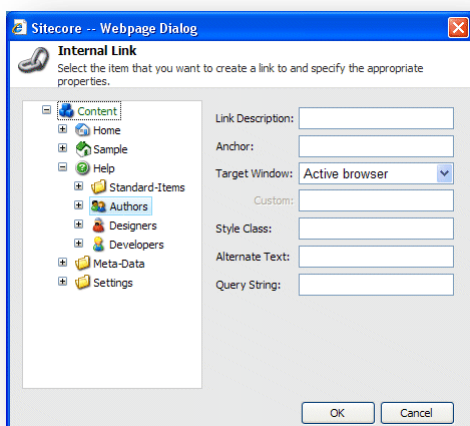 Sitecore -- Webpage Dialog
Internal Link
Select the item that you want to create a link to and specify the appropriate
properties.
Content
Home
Sample
Help
Standard-Items
Authors
Designers
Developers
Meta-Data
Settings
Link Description:
Anchor:
Target Window: Active browser
Custom:
Style Class:
Alternate Text:
Query String:
OK Cancel